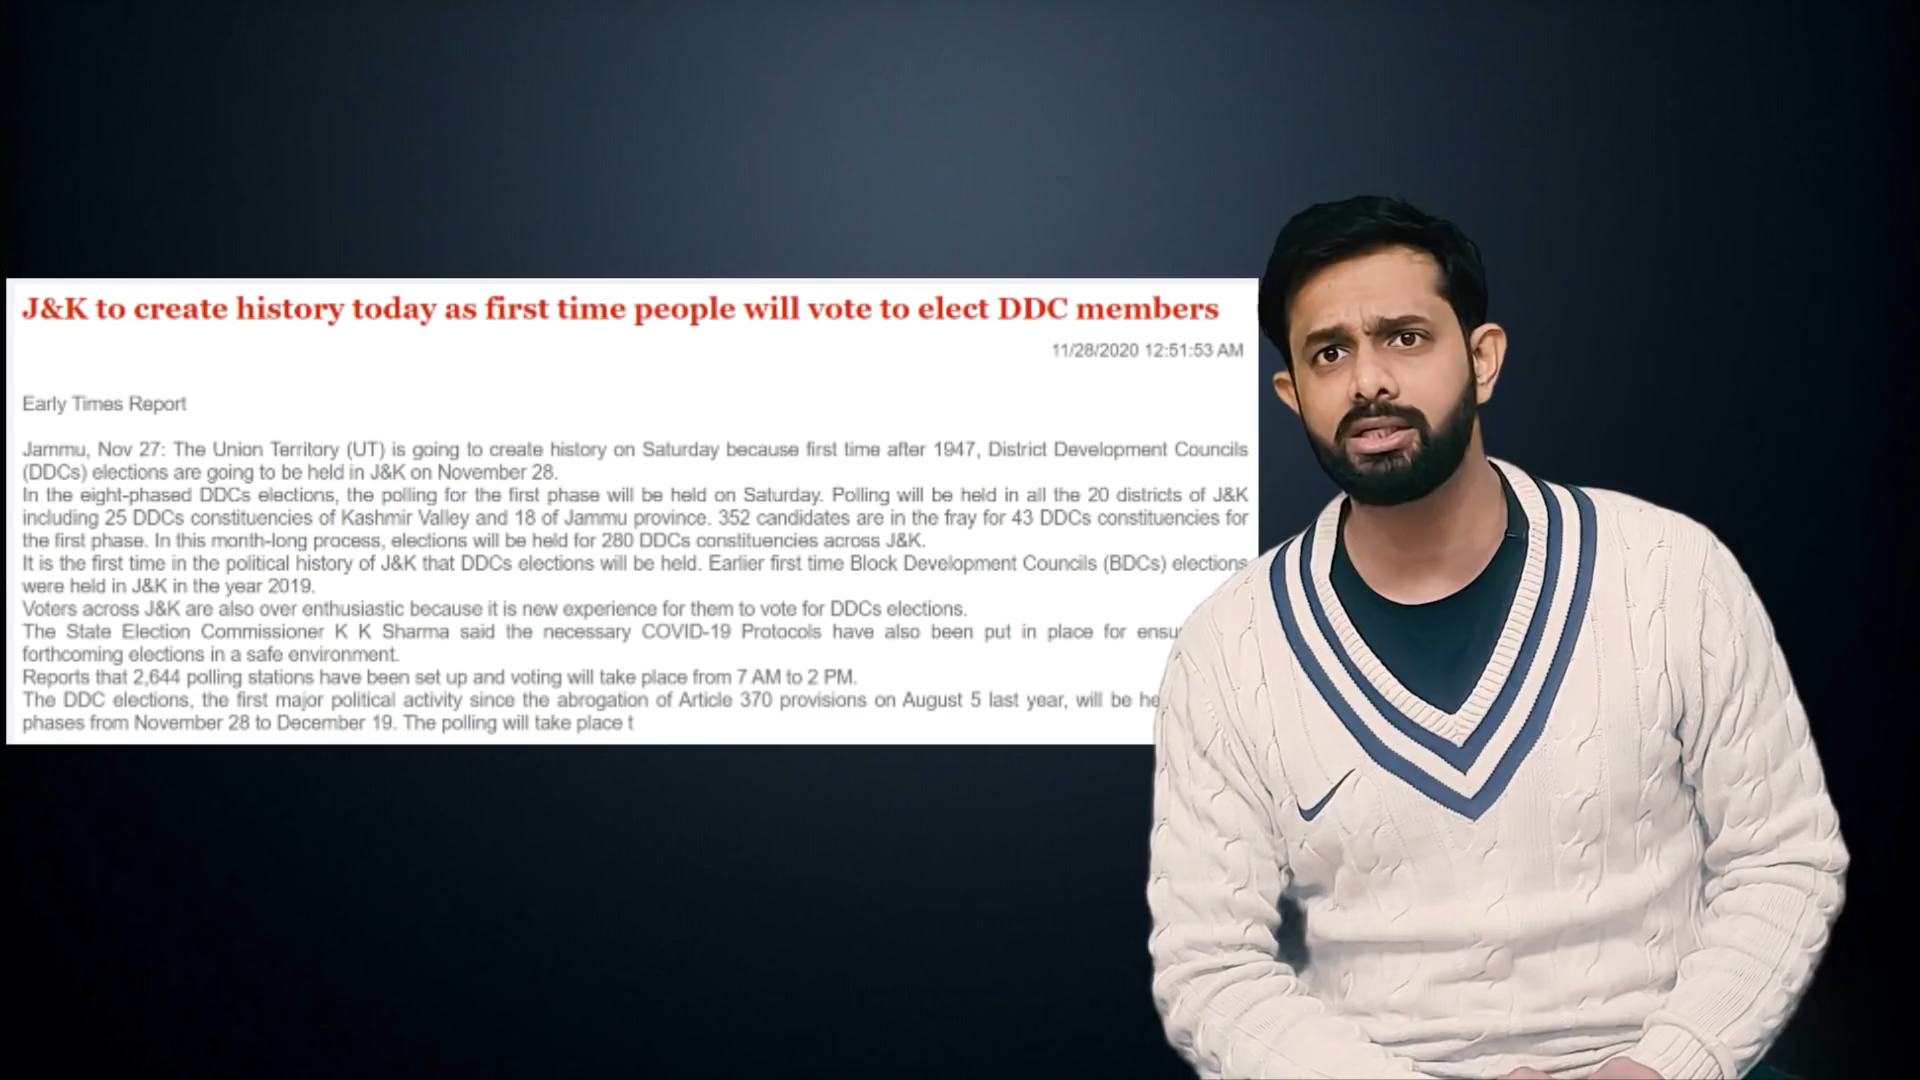 J&K to create history today as first time people will vote to elect DDC members
11/28/2020 12:51:53 AM
Early Times Report
Jammu, Nov 27: The Union Territory (UT) is going to create history on Saturday because first time after 1947, District Development Councils
(DDCs) elections are going to be held in J&K on November 28.
In the eight-phased DDCs elections, the polling for the first phase will be held on Saturday. Polling will be held in all the 20 districts of J&K
including 25 DDCs constituencies of Kashmir Valley and 18 of Jammu province. 352 candidates are in the fray for 43 DDCs constituencies for
the first phase. In this month-long process, elections will be held for 280 DDCs constituencies across J&K.
It is the first time in the political history of J&K that DDCs elections will be held. Earlier first time Block Development Councils (BDCs) elections
were held in J&K in the year 2019.
Voters across J&K are also over enthusiastic because it is new experience for them to vote for DDCs elections.
The State Election Commissioner K K Sharma said the necessary COVID-19 Protocols have also been put in place for
forthcoming elections in a safe environment.
Reports that 2,644 polling stations have been set up and voting will take place from 7 AM to 2 PM.
The DDC elections, the first major political activity since the abrogation of Article 370 provisions on August 5 last year, will be
phases from November 28 to December 19. The polling will take place t